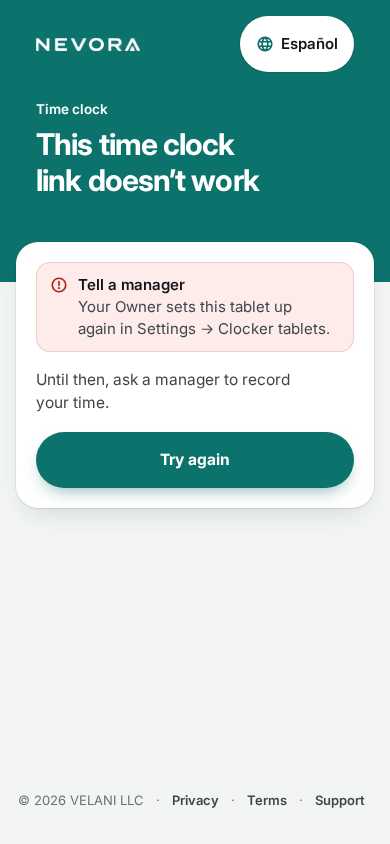 NEVORA
Español
Time clock
This time clock
link doesn’t work
Tell a manager
Your Owner sets this tablet up
again in Settings → Clocker tablets.
Until then, ask a manager to record
your time.
Try again
© 2026 VELANI LLC · Privacy · Terms · Support